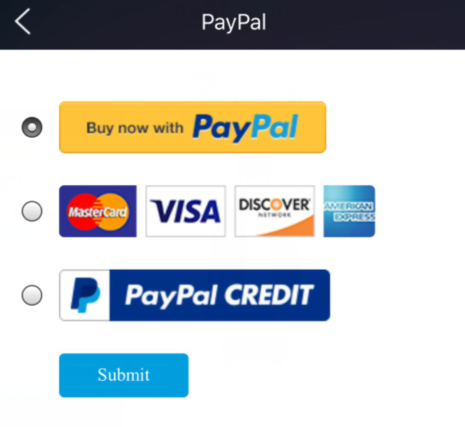 PayPal
Buy now with PayPal
MasterCard VISA DISCOVER NETWORK AMERICAN EXPRESS
PayPal CREDIT
Submit